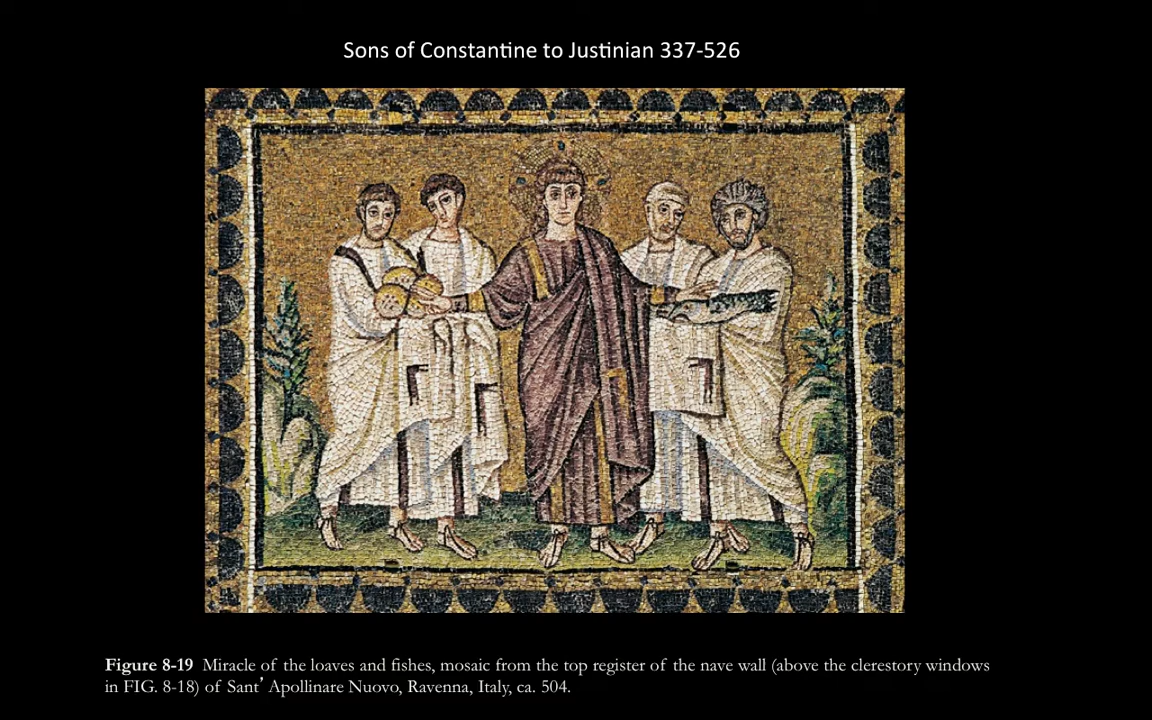 Sons of Constantine to Justinian 337-526
Figure 8-19 Miracle of the loaves and fishes, mosaic from the top register of the nave wall (above the clerestory windows
in FIG. 8-18) of Sant’ Apollinare Nuovo, Ravenna, Italy, ca. 504.